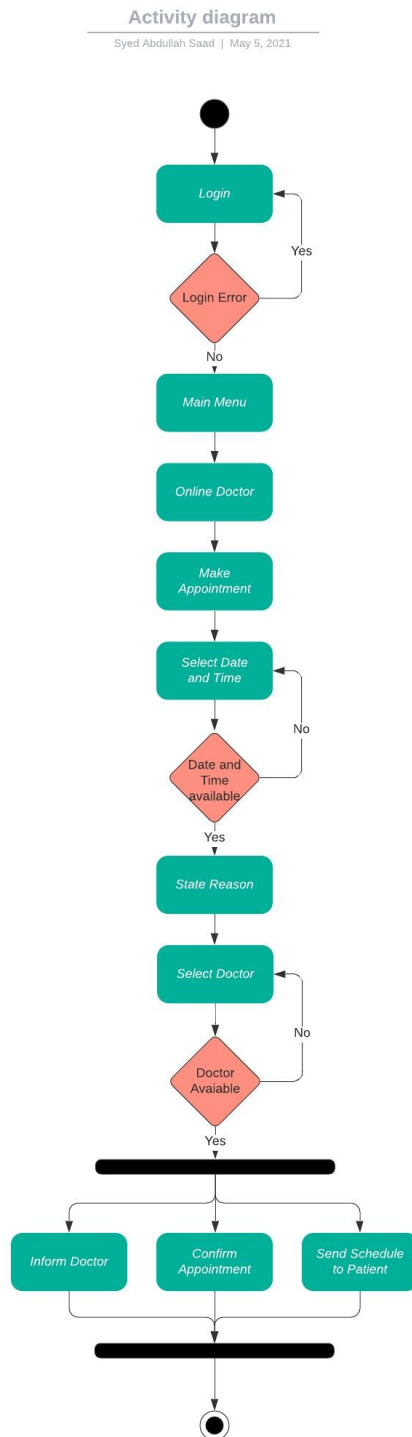 Activity diagram
Syed Abdullah Saad | May 5, 2021
Login
Yes
Login Error
No
Main Menu
Online Doctor
Make
Appointment
Select Date
and Time
No
Date and
Time
available
Yes
State Reason
Select Doctor
No
Doctor
Avaiable
Yes
Inform Doctor
Confirm
Appointment
Send Schedule
to Patient